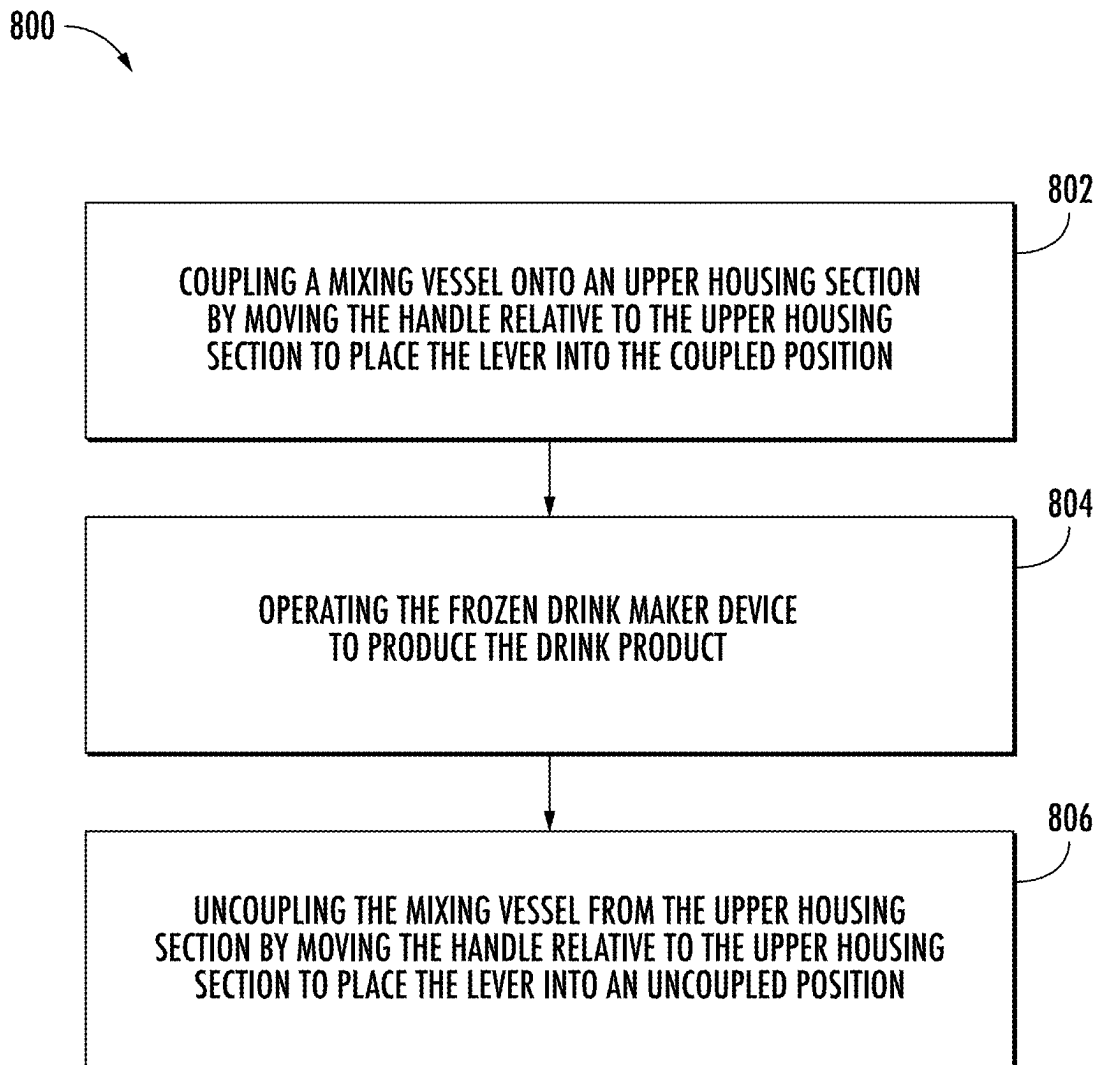 800
802
COUPLING A MIXING VESSEL ONTO AN UPPER HOUSING SECTION
BY MOVING THE HANDLE RELATIVE TO THE UPPER HOUSING
SECTION TO PLACE THE LEVER INTO THE COUPLED POSITION
804
OPERATING THE FROZEN DRINK MAKER DEVICE
TO PRODUCE THE DRINK PRODUCT
806
UNCOUPLING THE MIXING VESSEL FROM THE UPPER HOUSING
SECTION BY MOVING THE HANDLE RELATIVE TO THE UPPER HOUSING
SECTION TO PLACE THE LEVER INTO AN UNCOUPLED POSITION